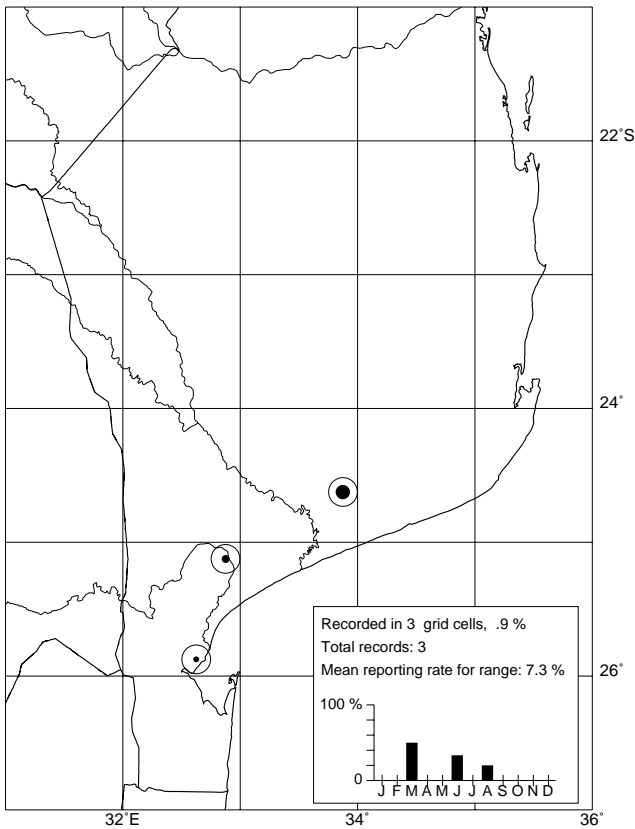 22°S
24°
Recorded in 3 grid cells, .9 %
Total records: 3
Mean reporting rate for range: 7.3 %
26°
100 %
0
J F M A M J J A S O N D
32°E
34°
36°